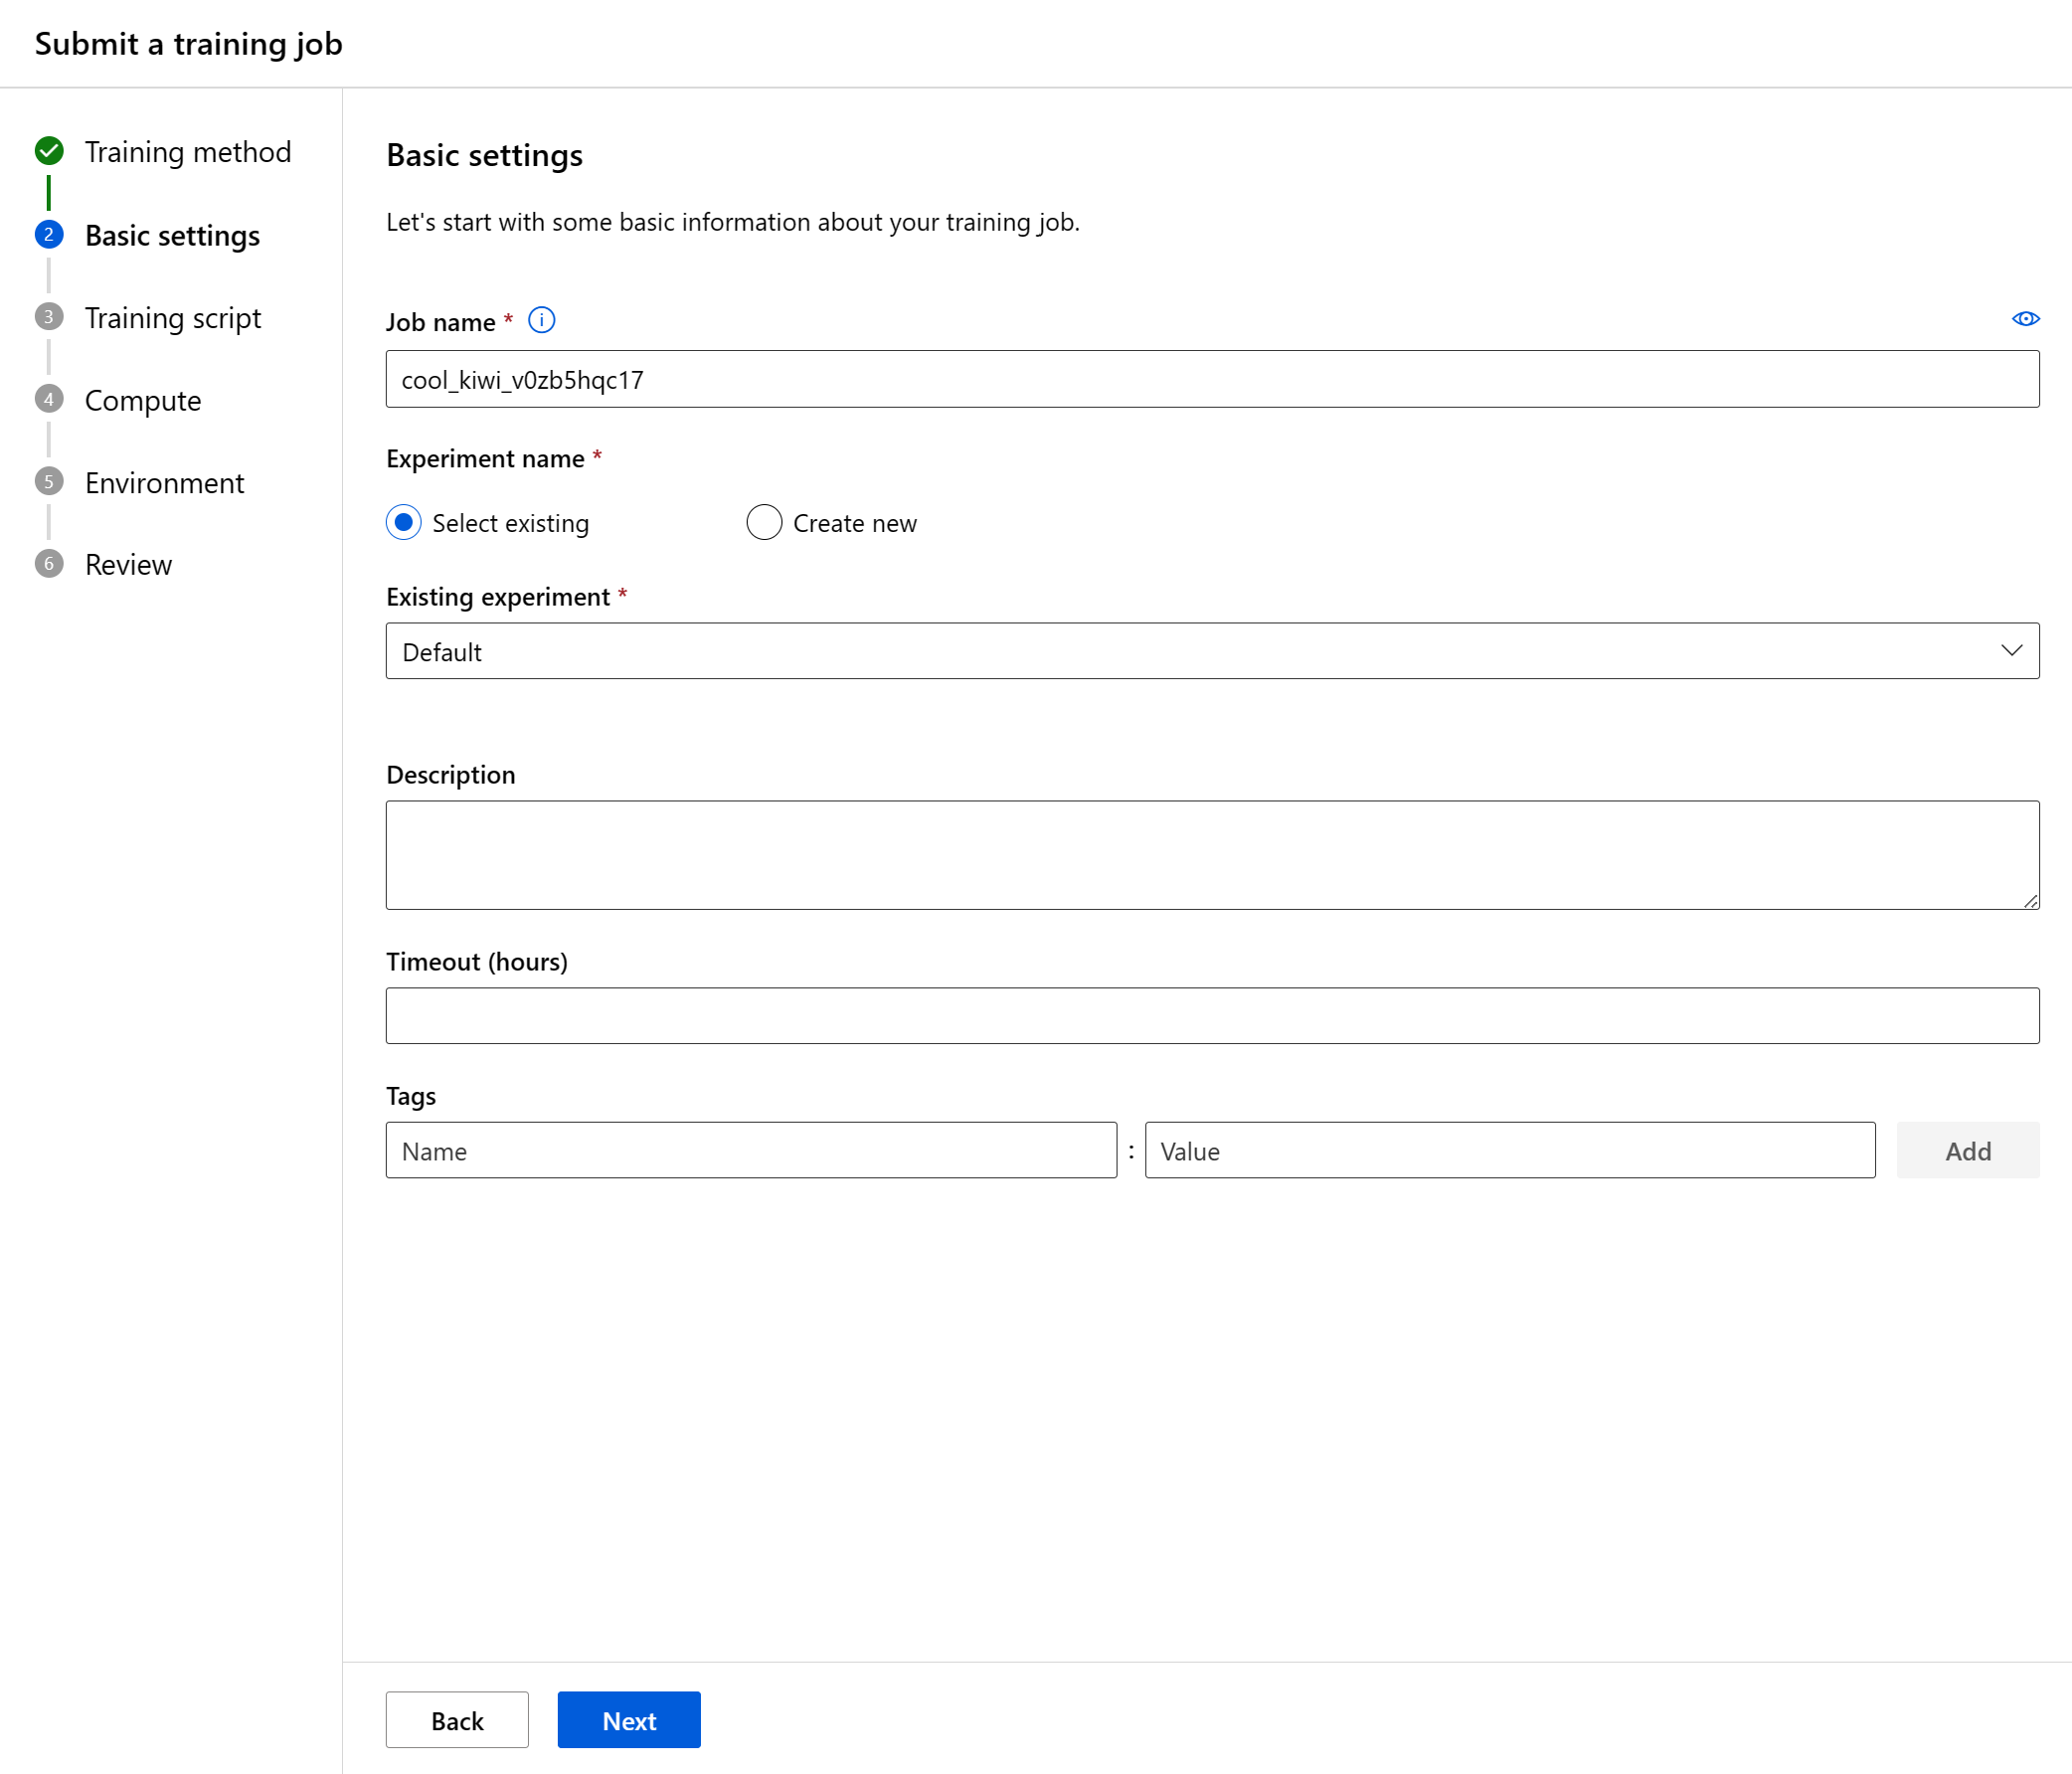 Submit a training job
Training method
2 Basic settings
3 Training script
4 Compute
5 Environment
6 Review
Basic settings
Let's start with some basic information about your training job.
Job name *
cool_kiwi_v0zb5hqc17
Experiment name *
Select existing Create new
Existing experiment *
Default
Description
Timeout (hours)
Tags
Name : Value Add
Back Next